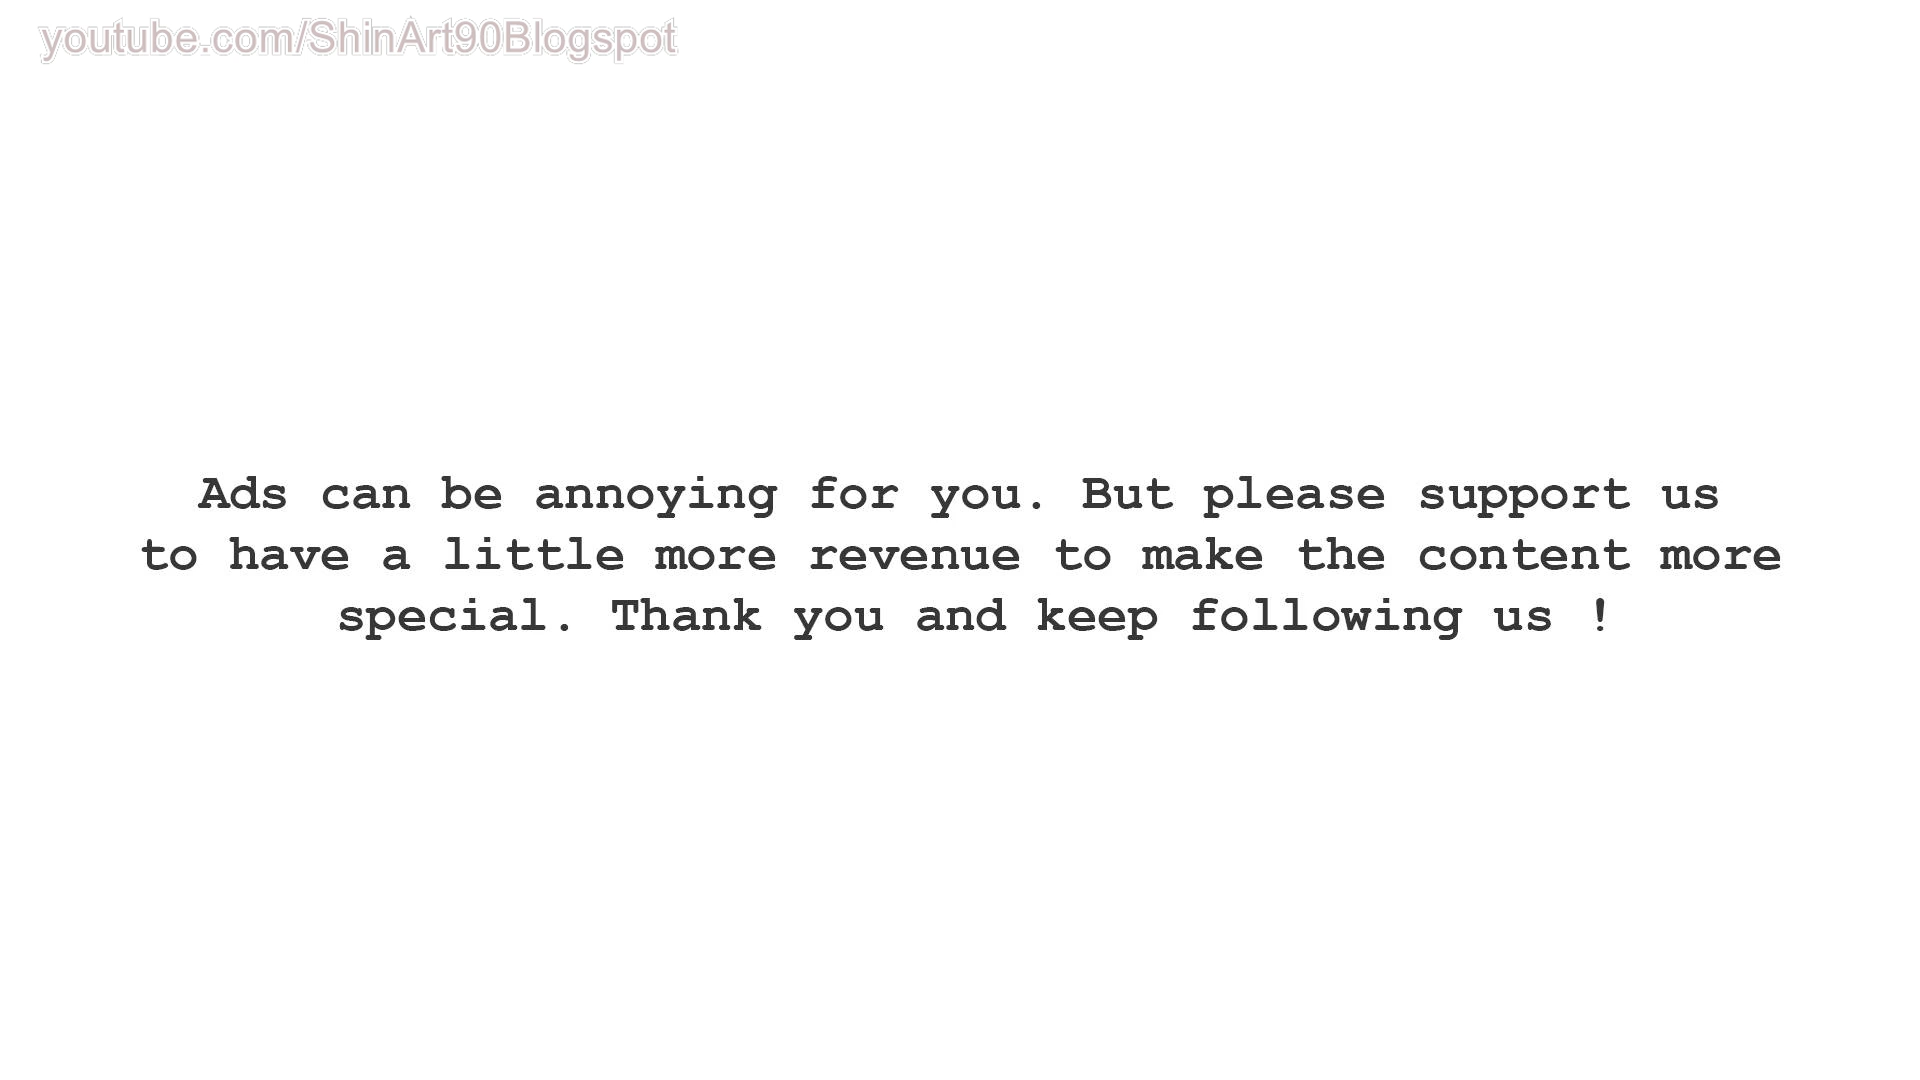 youtube.com/ShinArt90Blogspot
Ads can be annoying for you. But please support us
to have a little more revenue to make the content more
special. Thank you and keep following us !